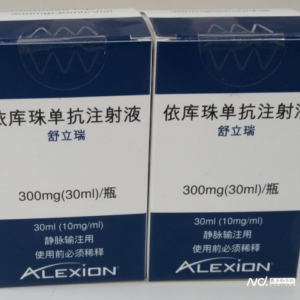 依库珠单抗注射液
舒立瑞
300mg(30ml)/瓶
30ml (10mg/ml)
静脉输注用
使用前必须稀释
ALEXION
依库珠单抗注射液
舒立瑞
300mg(30ml)/瓶
30ml (10mg/ml)
静脉输注用
使用前必须稀释
ALEXION